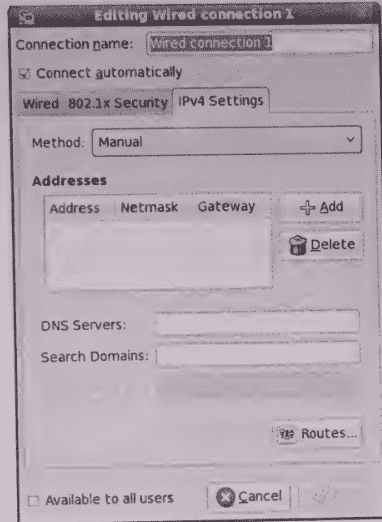 Editing Wired connection 1
Connection name: Wired connection 1
Connect automatically
Wired 802.1x Security IPv4 Settings
Method: Manual
Addresses
Address Netmask Gateway
Add
Delete
DNS Servers:
Search Domains:
Routes...
Available to all users Cancel